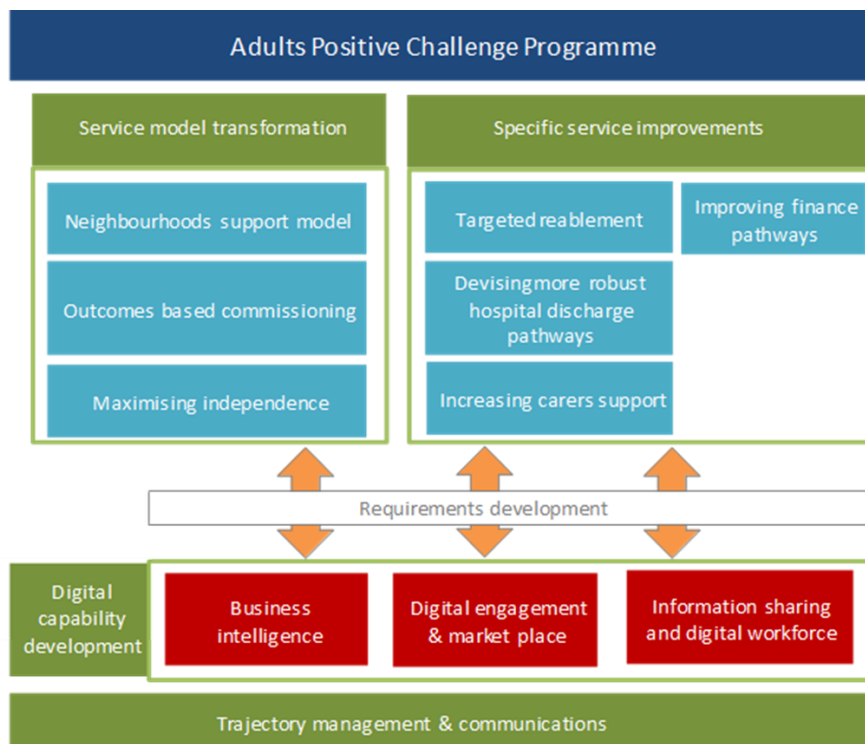 Adults Positive Challenge Programme
Service model transformation
Specific service improvements
Neighbourhoods support model
Outcomes based commissioning
Maximising independence
Targeted reablement
Devising more robust
hospital discharge
pathways
Increasing carers support
Improving finance
pathways
Requirements development
Digital
capability
development
Business
intelligence
Digital engagement
& market place
Information sharing
and digital workforce
Trajectory management & communications